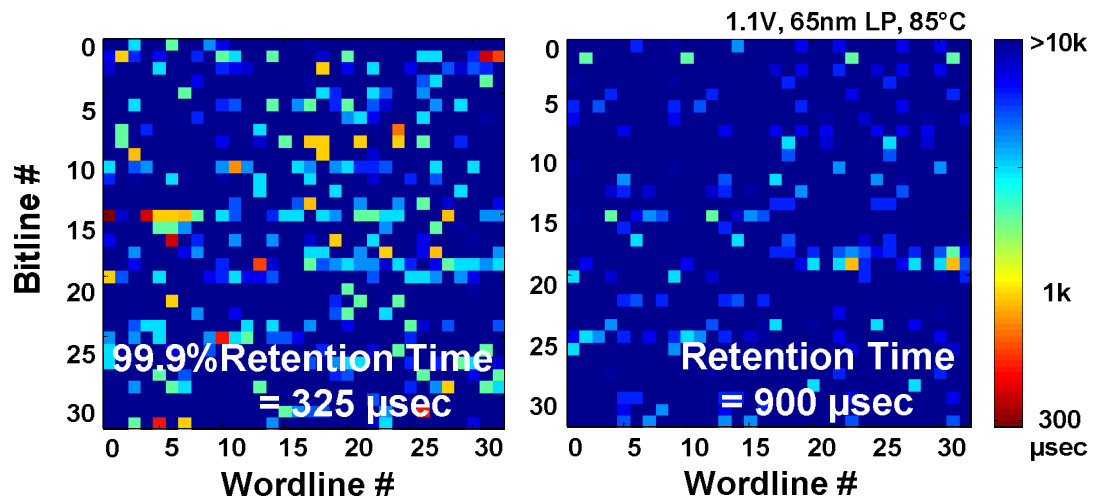 1.1V, 65nm LP, 85°C
Bitline #
0
5
10
15
20
25
30
99.9%Retention Time
= 325 µsec
0 5 10 15 20 25 30
Wordline #
0
5
10
15
20
25
30
Retention Time
= 900 µsec
0 5 10 15 20 25 30
Wordline #
>10k
1k
300
µsec